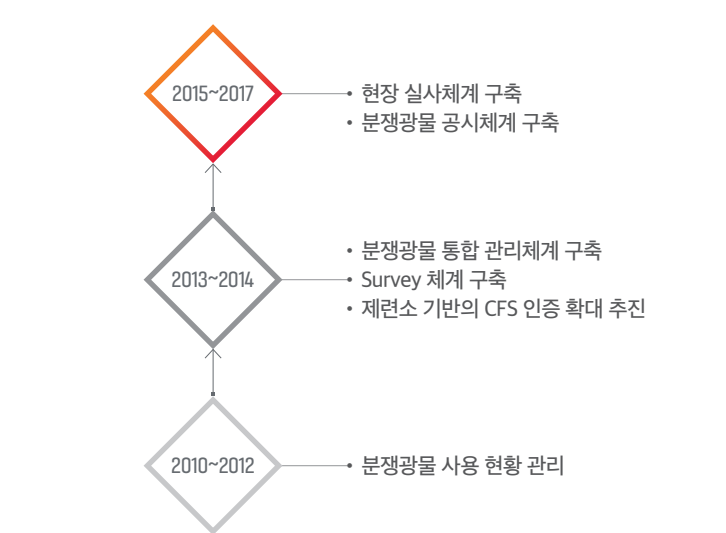 2015~2017
• 현장 실사체계 구축
• 분쟁광물 공시체계 구축
2013~2014
• 분쟁광물 통합 관리체계 구축
• Survey 체계 구축
• 제련소 기반의 CFS 인증 확대 추진
2010~2012
• 분쟁광물 사용 현황 관리